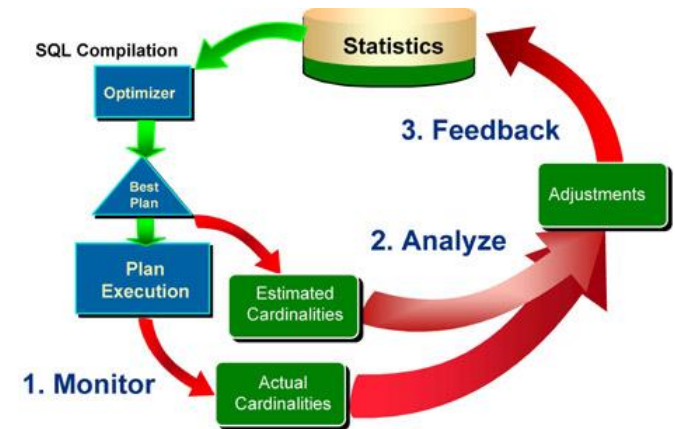 SQL Compilation
Statistics
Optimizer
3. Feedback
Best
Plan
Adjustments
2. Analyze
Plan
Execution
Estimated
Cardinalities
1. Monitor
Actual
Cardinalities